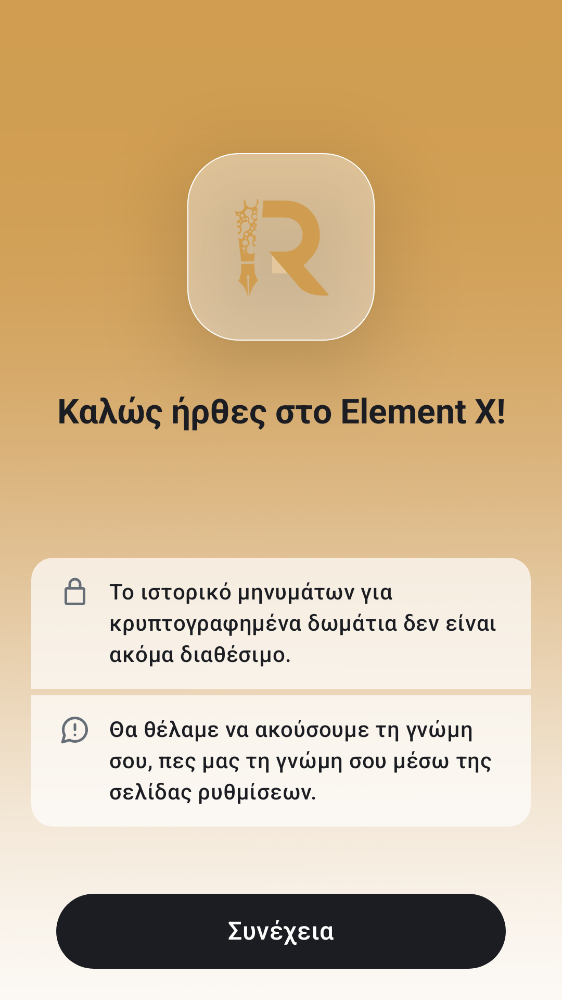 R
Καλώς ήρθες στο Element X!
Το ιστορικό μηνυμάτων για
κρυπτογραφημένα δωμάτια δεν είναι
ακόμα διαθέσιμο.
Θα θέλαμε να ακούσουμε τη γνώμη
σου, πες μας τη γνώμη σου μέσω της
σελίδας ρυθμίσεων.
Συνέχεια